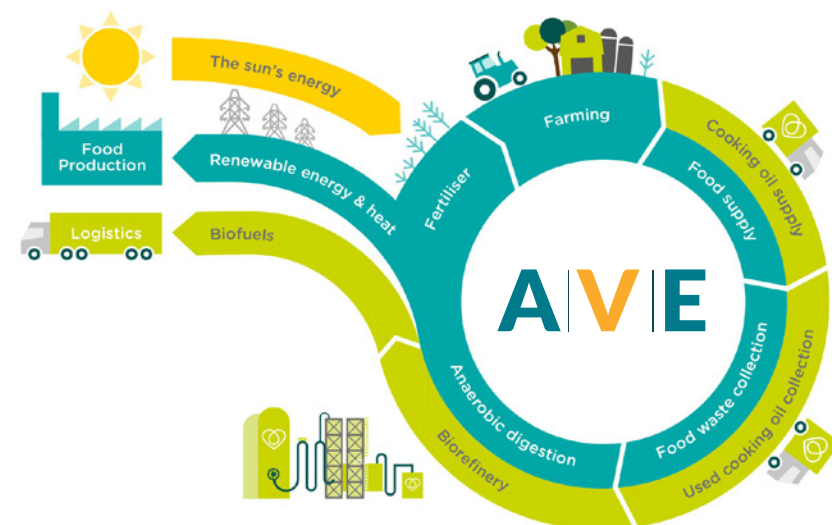 The sun's energy
Food
Production
Renewable energy & heat
Logistics
Biofuels
Fertiliser
Farming
Cooking oil supply
Food supply
A|V|E
Food waste collection
Used cooking oil collection
Anaerobic digestion
Biorefinery